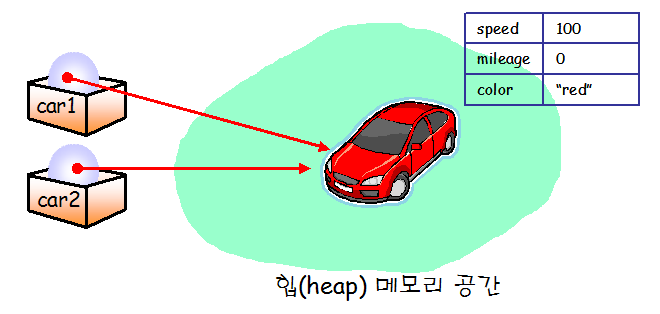 speed 100
mileage 0
color “red”
car1
car2
힙(heap) 메모리 공간